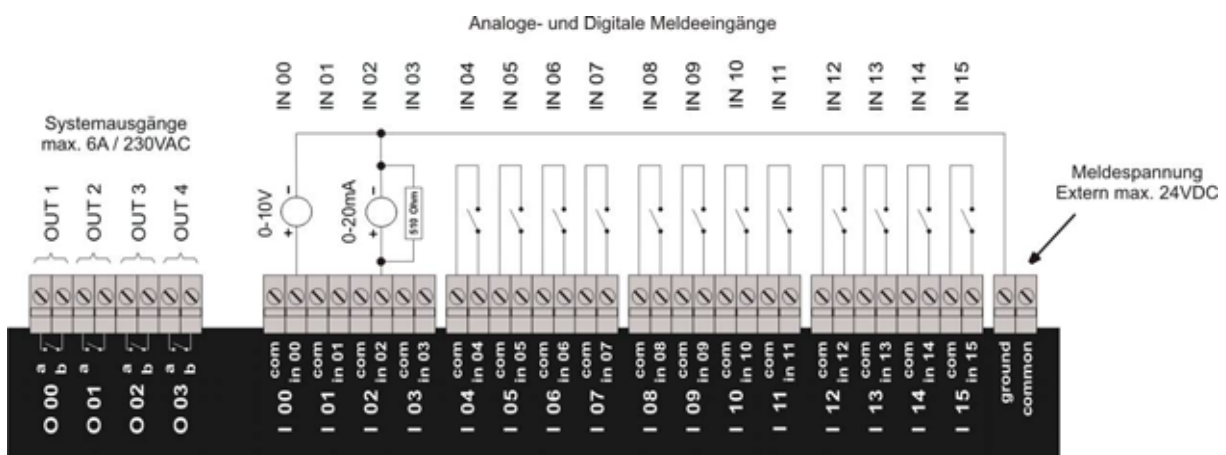 Analoge- und Digitale Meldeeingänge
IN 00 IN 01 IN 02 IN 03 IN 04 IN 05 IN 06 IN 07 IN 08 IN 09 IN 10 IN 11 IN 12 IN 13 IN 14 IN 15
Systemausgänge
max. 6A / 230VAC
OUT 1 OUT 2 OUT 3 OUT 4
0-10V
+ −
0-20mA
+ −
510 Ohm
Meldespannung
Extern max. 24VDC
a b a a b a b
O 00 O 01 O 02 O 03
com in 00 com in 01 com in 02 com in 03 com in 04 com in 05 com in 06 com in 07 com in 08 com in 09 com in 10 com in 11 com in 12 com in 13 com in 14 com in 15
I 00 I 01 I 02 I 03 I 04 I 05 I 06 I 07 I 08 I 09 I 10 I 11 I 12 I 13 I 14 I 15
ground
common